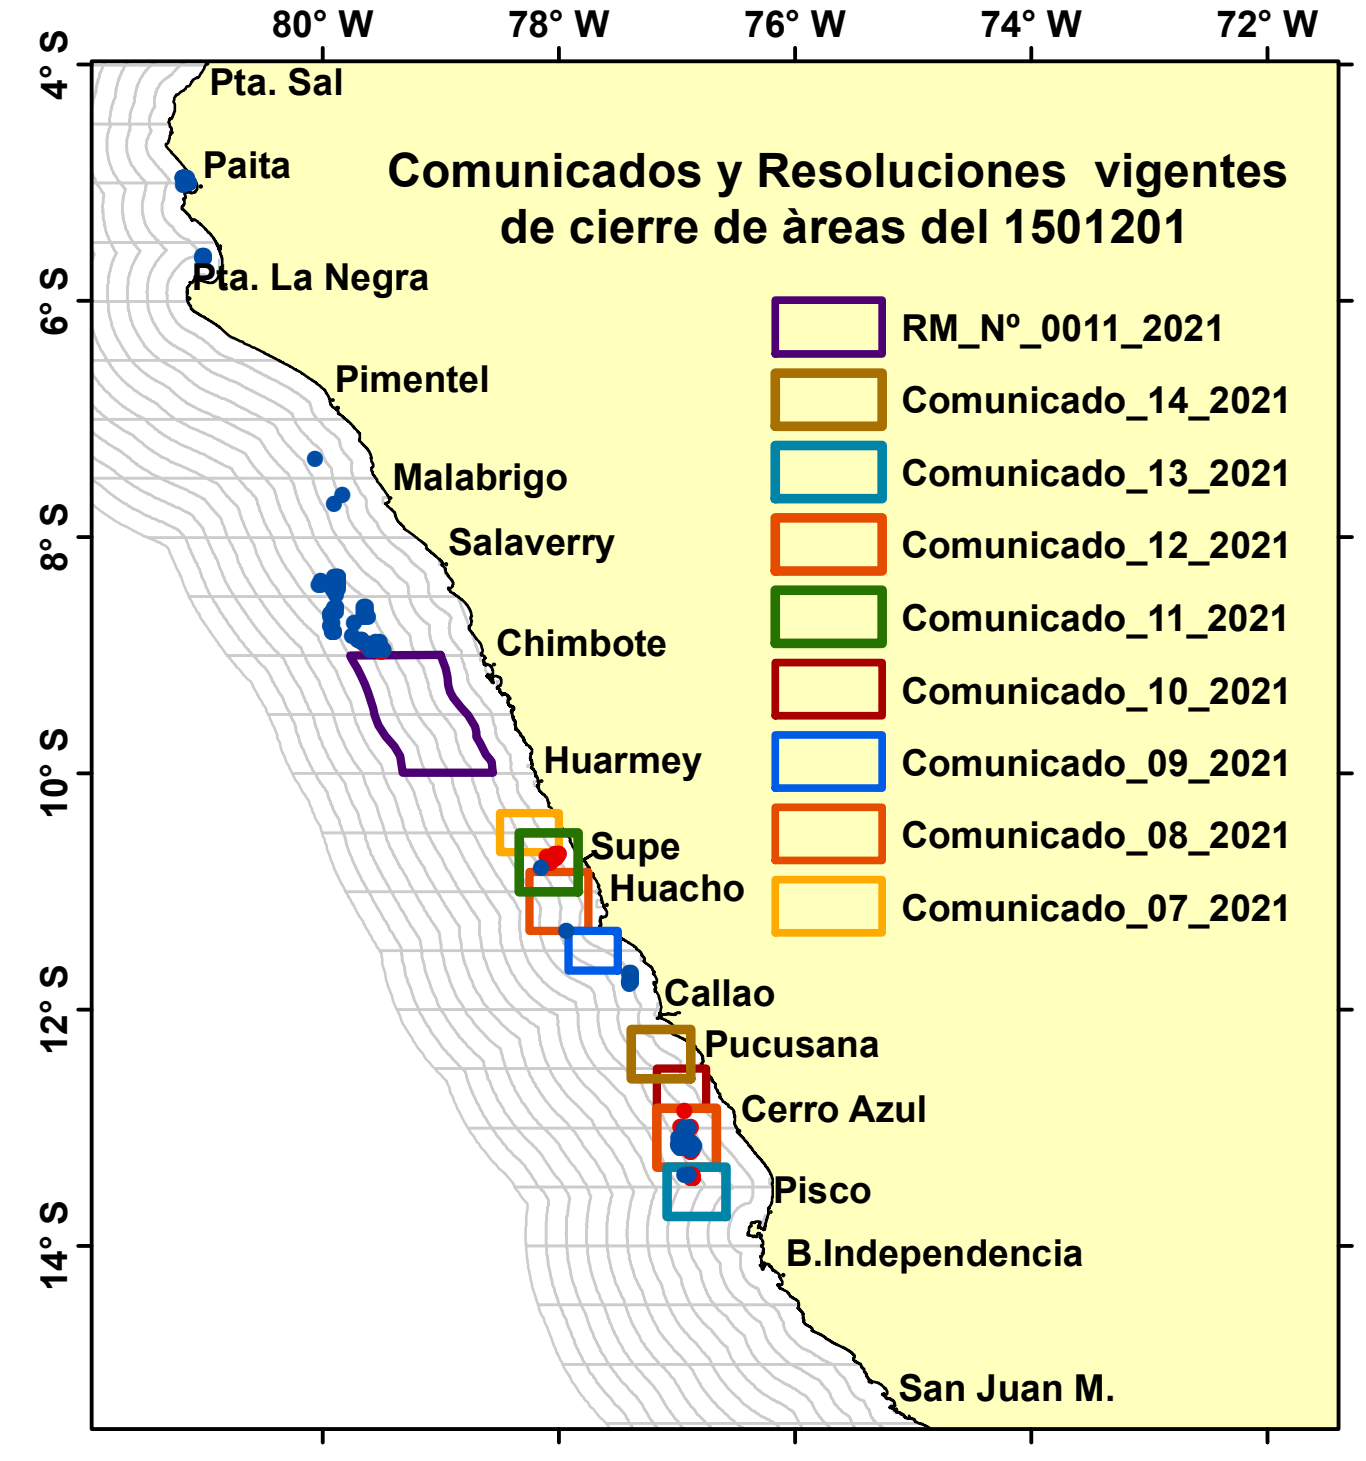 80° W 78° W 76° W 74° W 72° W
4° S
6° S
8° S
10° S
12° S
14° S
Pta. Sal
Paita
Comunicados y Resoluciones  vigentes
de cierre de àreas del 1501201
Pta. La Negra
RM_Nº_0011_2021
Pimentel
Comunicado_14_2021
Malabrigo
Comunicado_13_2021
Salaverry
Comunicado_12_2021
Chimbote
Comunicado_11_2021
Comunicado_10_2021
Huarmey
Comunicado_09_2021
Supe
Comunicado_08_2021
Huacho
Comunicado_07_2021
Callao
Pucusana
Cerro Azul
Pisco
B.Independencia
San Juan M.